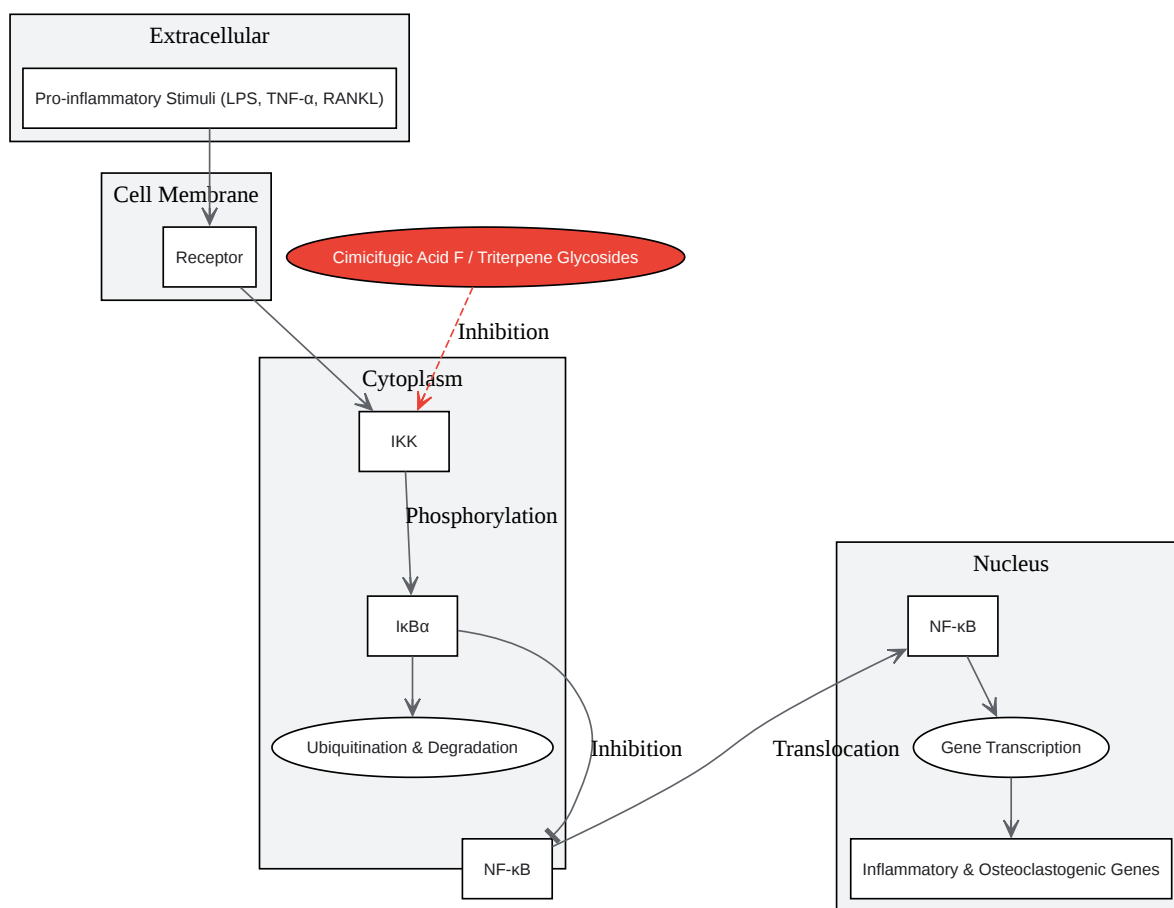 Extracellular
Pro-inflammatory Stimuli (LPS, TNF-α, RANKL)
Cell Membrane
Receptor
Cimicifugic Acid F / Triterpene Glycosides
Inhibition
Cytoplasm
IKK
Phosphorylation
IκBα
Ubiquitination & Degradation
Inhibition
NF-κB
Translocation
Nucleus
NF-κB
Gene Transcription
Inflammatory & Osteoclastogenic Genes